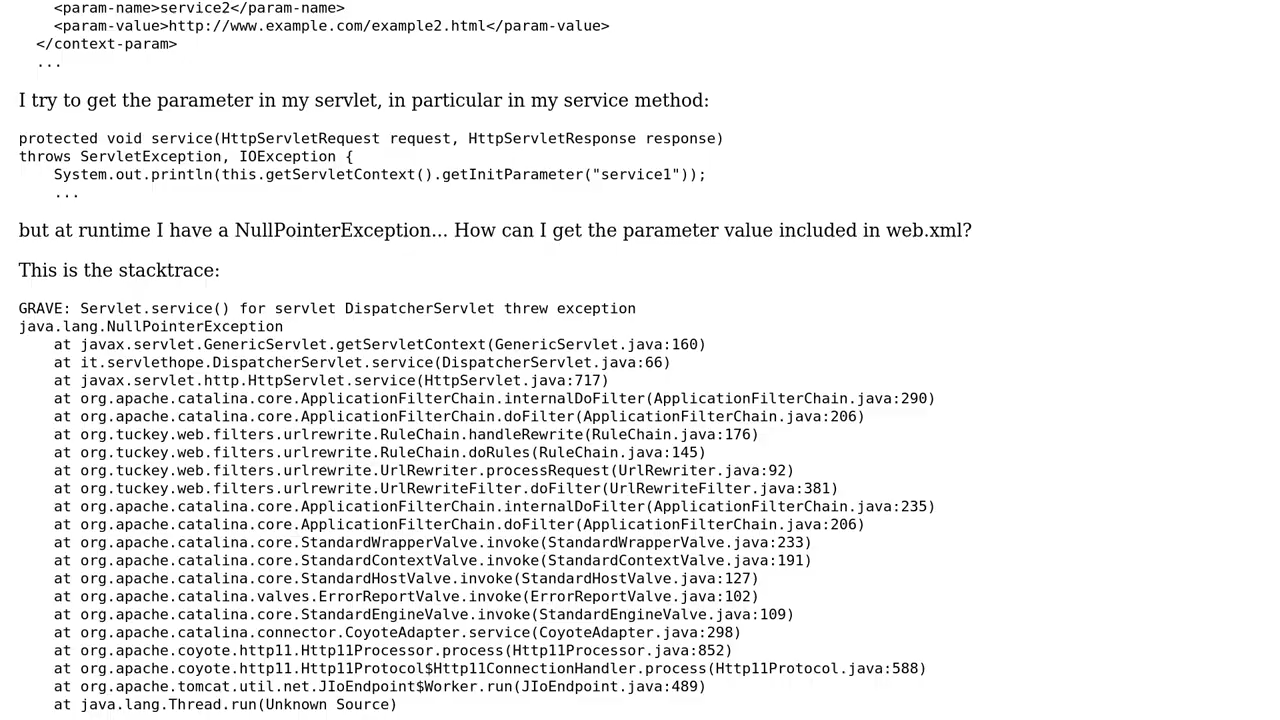 <param-name>service2</param-name>
<param-value>http://www.example.com/example2.html</param-value>
</context-param>
...
I try to get the parameter in my servlet, in particular in my service method:
protected void service(HttpServletRequest request, HttpServletResponse response)
throws ServletException, IOException {
System.out.println(this.getServletContext().getInitParameter("service1"));
...
but at runtime I have a NullPointerException... How can I get the parameter value included in web.xml?
This is the stacktrace:
GRAVE: Servlet.service() for servlet DispatcherServlet threw exception
java.lang.NullPointerException
at javax.servlet.GenericServlet.getServletContext(GenericServlet.java:160)
at it.servlethope.DispatcherServlet.service(DispatcherServlet.java:66)
at javax.servlet.http.HttpServlet.service(HttpServlet.java:717)
at org.apache.catalina.core.ApplicationFilterChain.internalDoFilter(ApplicationFilterChain.java:290)
at org.apache.catalina.core.ApplicationFilterChain.doFilter(ApplicationFilterChain.java:206)
at org.tuckey.web.filters.urlrewrite.RuleChain.handleRewrite(RuleChain.java:176)
at org.tuckey.web.filters.urlrewrite.RuleChain.doRules(RuleChain.java:145)
at org.tuckey.web.filters.urlrewrite.UrlRewriter.processRequest(UrlRewriter.java:92)
at org.tuckey.web.filters.urlrewrite.UrlRewriteFilter.doFilter(UrlRewriteFilter.java:381)
at org.apache.catalina.core.ApplicationFilterChain.internalDoFilter(ApplicationFilterChain.java:235)
at org.apache.catalina.core.ApplicationFilterChain.doFilter(ApplicationFilterChain.java:206)
at org.apache.catalina.core.StandardWrapperValve.invoke(StandardWrapperValve.java:233)
at org.apache.catalina.core.StandardContextValve.invoke(StandardContextValve.java:191)
at org.apache.catalina.core.StandardHostValve.invoke(StandardHostValve.java:127)
at org.apache.catalina.valves.ErrorReportValve.invoke(ErrorReportValve.java:102)
at org.apache.catalina.core.StandardEngineValve.invoke(StandardEngineValve.java:109)
at org.apache.catalina.connector.CoyoteAdapter.service(CoyoteAdapter.java:298)
at org.apache.coyote.http11.Http11Processor.process(Http11Processor.java:852)
at org.apache.coyote.http11.Http11Protocol$Http11ConnectionHandler.process(Http11Protocol.java:588)
at org.apache.tomcat.util.net.JIoEndpoint$Worker.run(JIoEndpoint.java:489)
at java.lang.Thread.run(Unknown Source)